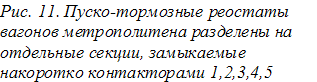 Рис. 11. Пуско-тормозные реостаты
вагонов метрополитена разделены на
отдельные секции, замыкаемые
накоротко контакторами 1,2,3,4,5